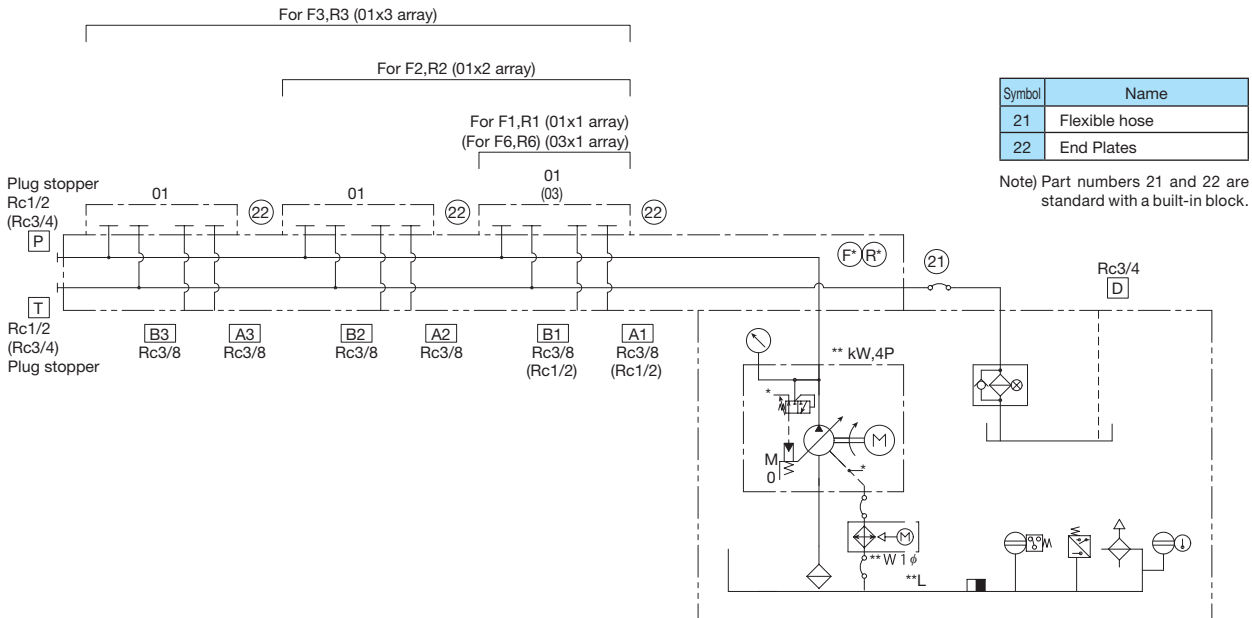 For F3,R3 (01x3 array)
For F2,R2 (01x2 array)
For F1,R1 (01x1 array)
(For F6,R6) (03x1 array)
Symbol Name
21 Flexible hose
22 End Plates
Note) Part numbers 21 and 22 are
standard with a built-in block.
Plug stopper
Rc1/2
(Rc3/4)
P
01 22 01 22 01
(03) 22
F* R* 21
Rc3/4
D
T
Rc1/2
(Rc3/4)
Plug stopper
B3 A3 B2 A2 B1 A1
Rc3/8 Rc3/8 Rc3/8 Rc3/8 Rc3/8 Rc3/8
(Rc1/2) (Rc1/2)
** kW,4P
*
M
M
0
*
M
**W 1ϕ
**L